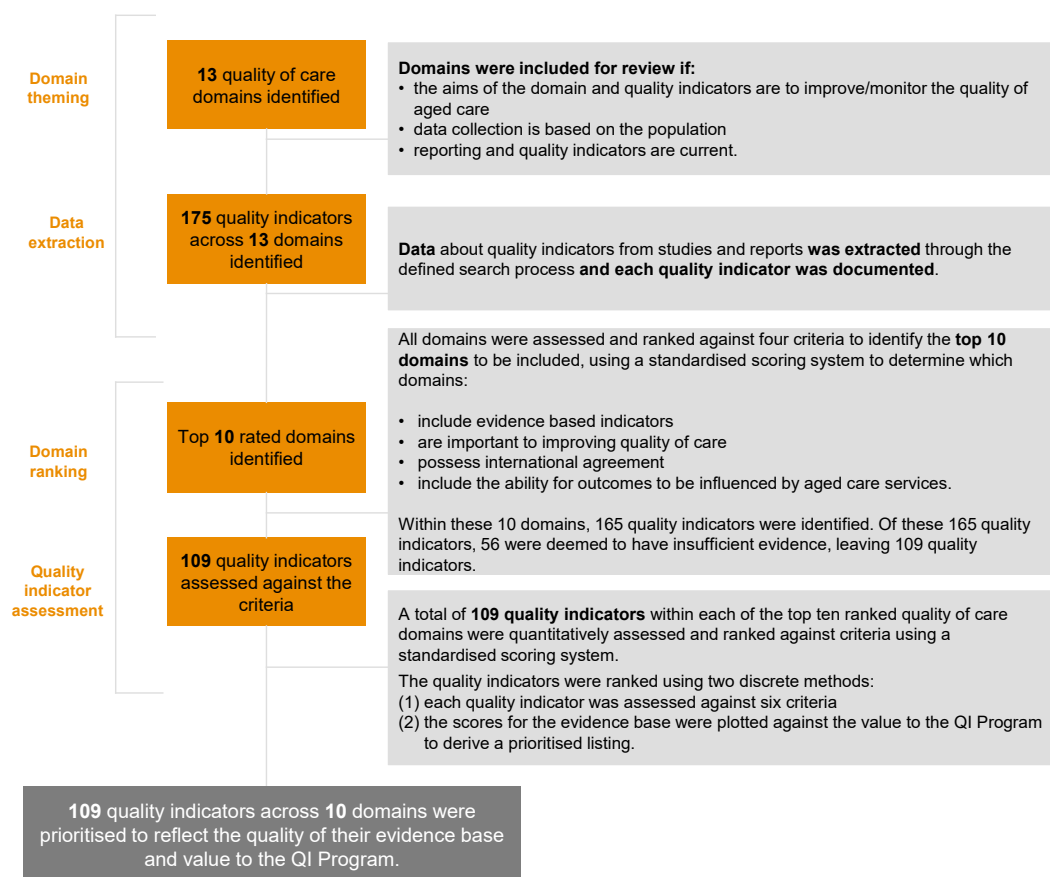 Domain
theming
13 quality of care
domains identified
Domains were included for review if:
• the aims of the domain and quality indicators are to improve/monitor the quality of
aged care
• data collection is based on the population
• reporting and quality indicators are current.
Data
extraction
175 quality indicators
across 13 domains
identified
Data about quality indicators from studies and reports was extracted through the
defined search process and each quality indicator was documented.
Domain
ranking
Top 10 rated domains
identified
All domains were assessed and ranked against four criteria to identify the top 10
domains to be included, using a standardised scoring system to determine which
domains:
• include evidence based indicators
• are important to improving quality of care
• possess international agreement
• include the ability for outcomes to be influenced by aged care services.
Within these 10 domains, 165 quality indicators were identified. Of these 165 quality
indicators, 56 were deemed to have insufficient evidence, leaving 109 quality
indicators.
Quality
indicator
assessment
109 quality indicators
assessed against the
criteria
A total of 109 quality indicators within each of the top ten ranked quality of care
domains were quantitatively assessed and ranked against criteria using a
standardised scoring system.
The quality indicators were ranked using two discrete methods:
(1) each quality indicator was assessed against six criteria
(2) the scores for the evidence base were plotted against the value to the QI Program
to derive a prioritised listing.
109 quality indicators across 10 domains were
prioritised to reflect the quality of their evidence base
and value to the QI Program.